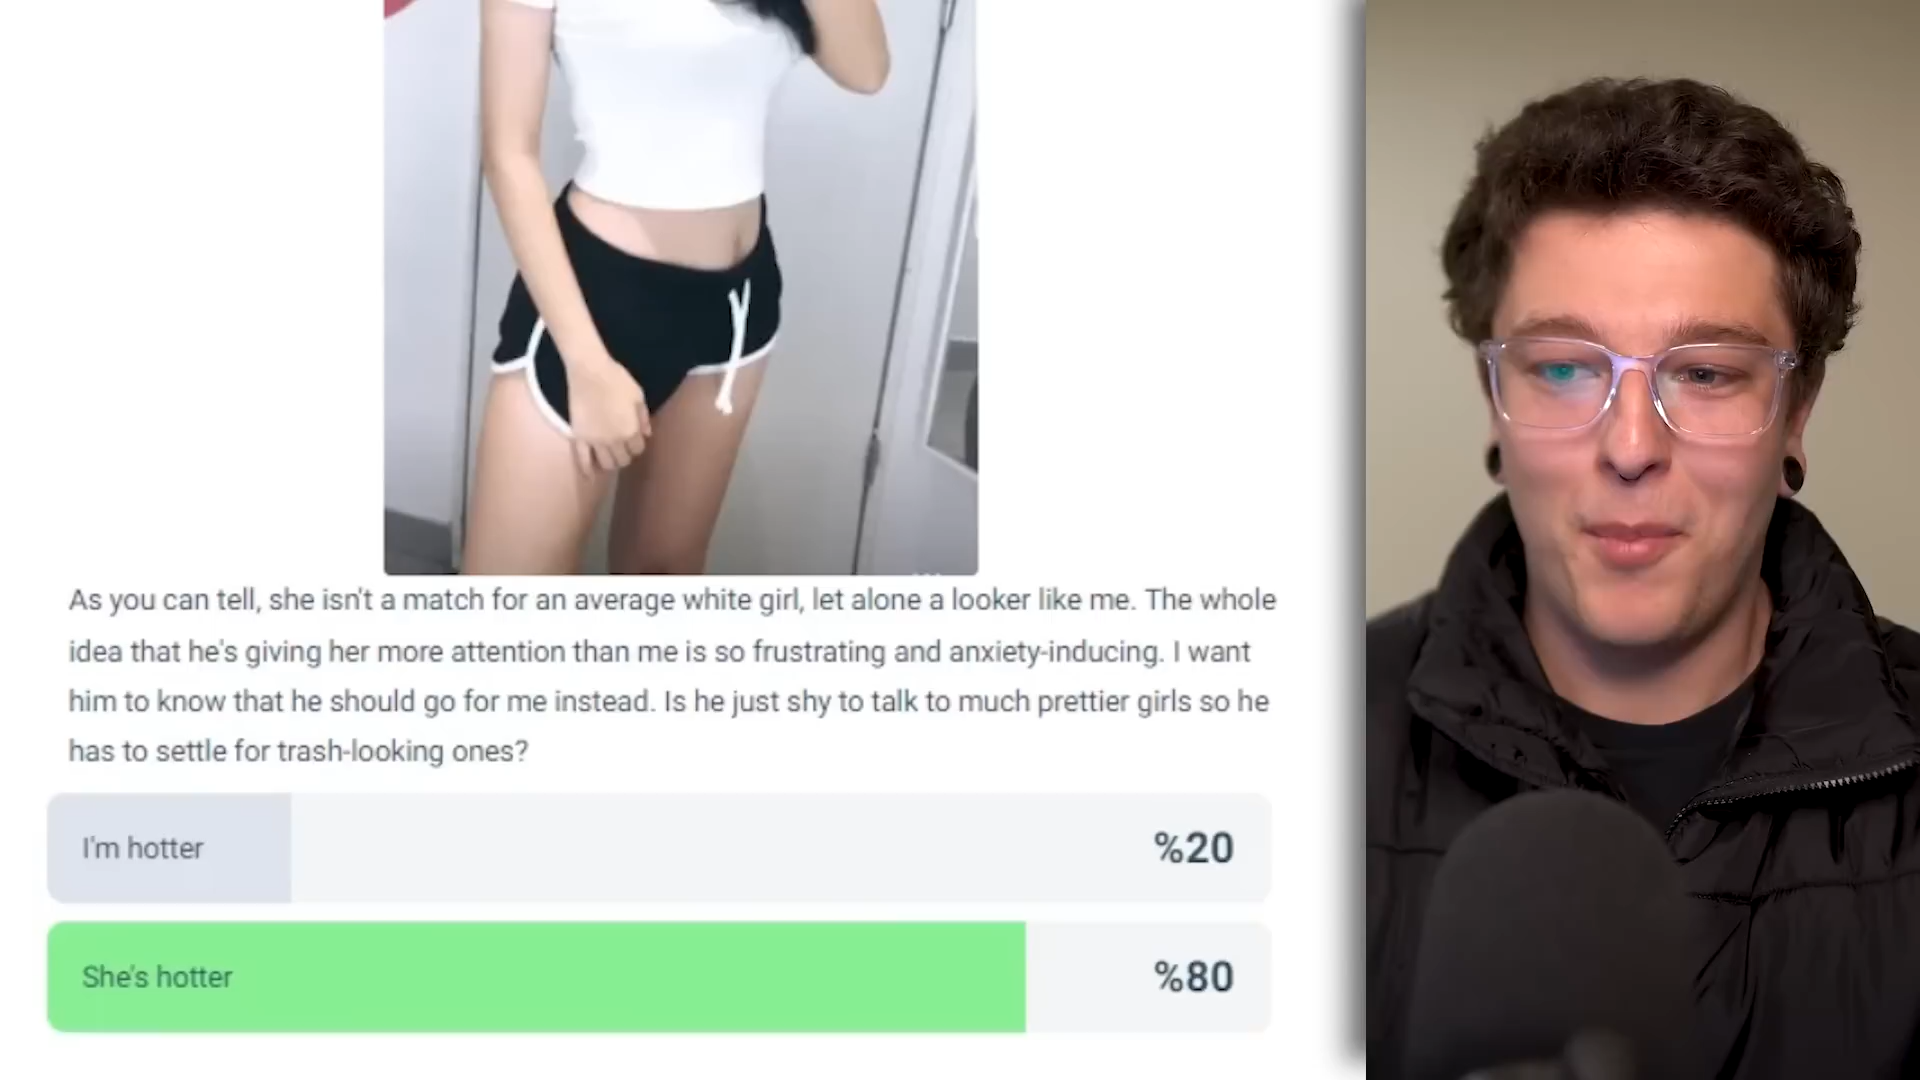 As you can tell, she isn't a match for an average white girl, let alone a looker like me. The whole
idea that he's giving her more attention than me is so frustrating and anxiety-inducing. I want
him to know that he should go for me instead. Is he just shy to talk to much prettier girls so he
has to settle for trash-looking ones?
I'm hotter %20
She's hotter %80